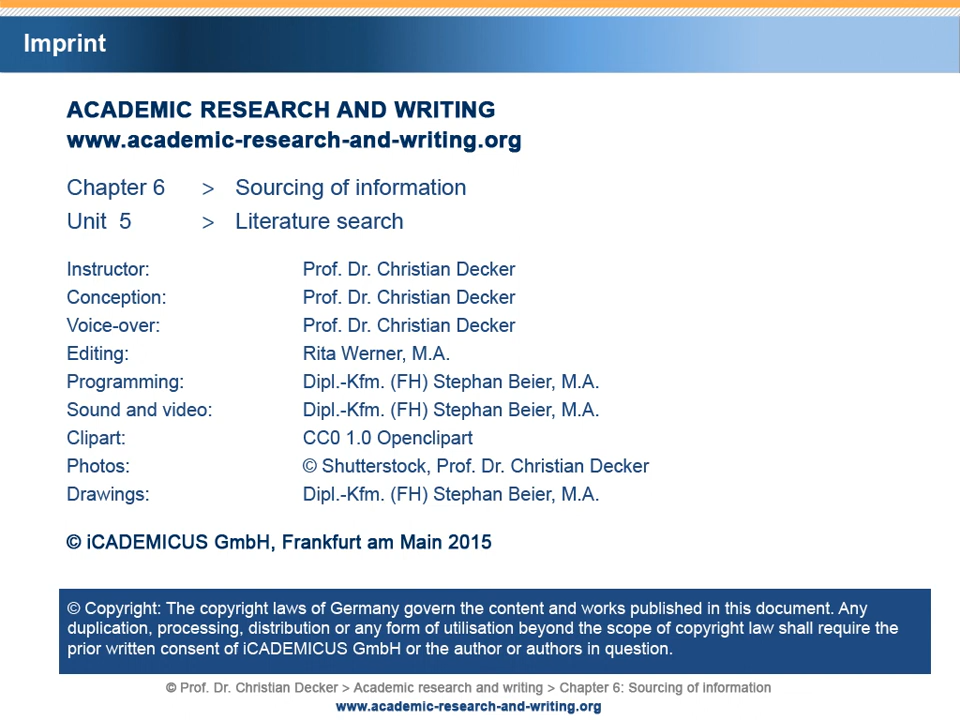 Imprint
ACADEMIC RESEARCH AND WRITING
www.academic-research-and-writing.org
Chapter 6 > Sourcing of information
Unit 5 > Literature search
Instructor: Prof. Dr. Christian Decker
Conception: Prof. Dr. Christian Decker
Voice-over: Prof. Dr. Christian Decker
Editing: Rita Werner, M.A.
Programming: Dipl.-Kfm. (FH) Stephan Beier, M.A.
Sound and video: Dipl.-Kfm. (FH) Stephan Beier, M.A.
Clipart: CC0 1.0 Openclipart
Photos: © Shutterstock, Prof. Dr. Christian Decker
Drawings: Dipl.-Kfm. (FH) Stephan Beier, M.A.
© iCADEMICUS GmbH, Frankfurt am Main 2015
© Copyright: The copyright laws of Germany govern the content and works published in this document. Any
duplication, processing, distribution or any form of utilisation beyond the scope of copyright law shall require the
prior written consent of iCADEMICUS GmbH or the author or authors in question.
© Prof. Dr. Christian Decker > Academic research and writing > Chapter 6: Sourcing of information
www.academic-research-and-writing.org